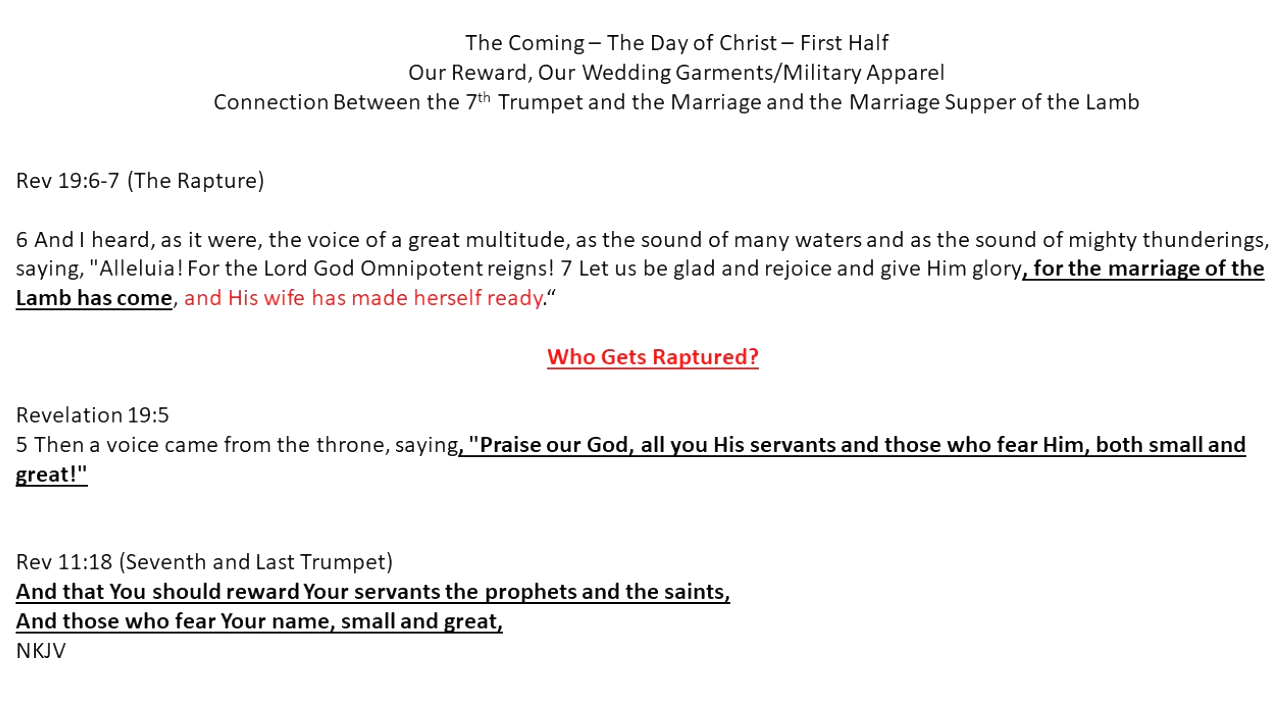 The Coming – The Day of Christ – First Half
Our Reward, Our Wedding Garments/Military Apparel
Connection Between the 7th Trumpet and the Marriage and the Marriage Supper of the Lamb
Rev 19:6-7 (The Rapture)
6 And I heard, as it were, the voice of a great multitude, as the sound of many waters and as the sound of mighty thunderings,
saying, "Alleluia! For the Lord God Omnipotent reigns! 7 Let us be glad and rejoice and give Him glory, for the marriage of the
Lamb has come, and His wife has made herself ready.“
Who Gets Raptured?
Revelation 19:5
5 Then a voice came from the throne, saying, "Praise our God, all you His servants and those who fear Him, both small and
great!"
Rev 11:18 (Seventh and Last Trumpet)
And that You should reward Your servants the prophets and the saints,
And those who fear Your name, small and great,
NKJV